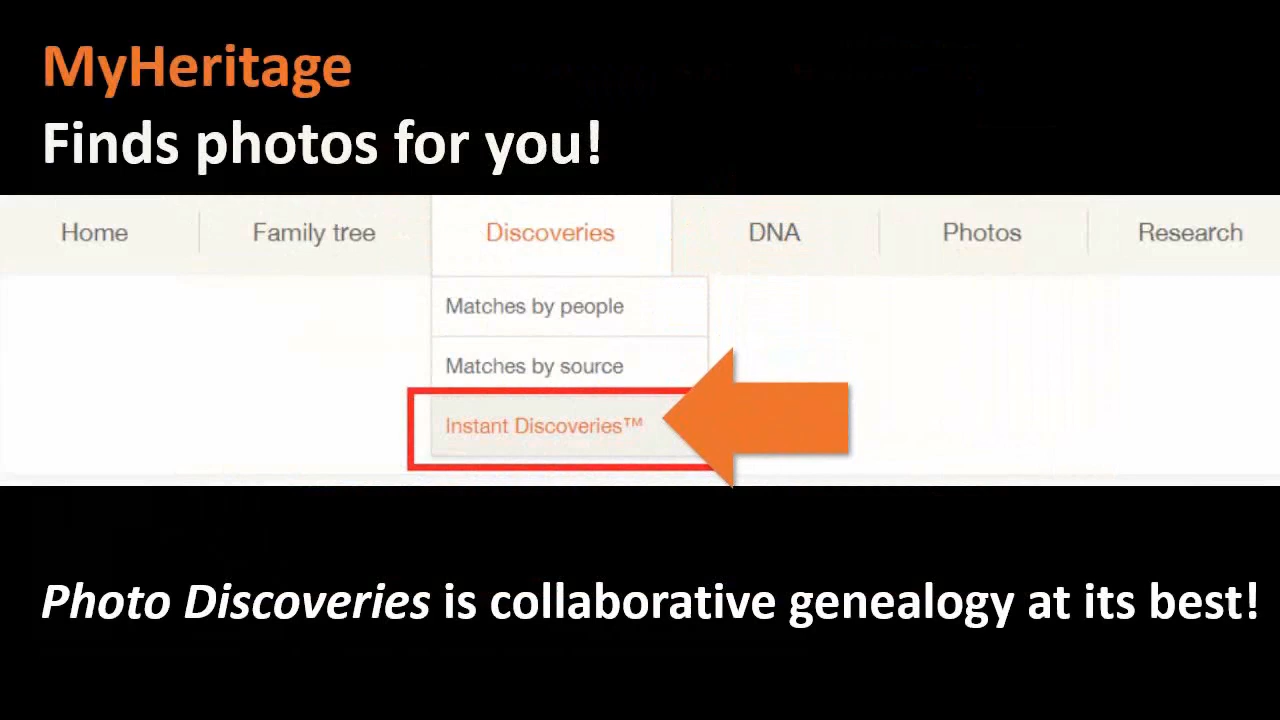 MyHeritage
Finds photos for you!
Home Family tree Discoveries DNA Photos Research
Matches by people
Matches by source
Instant Discoveries™
Photo Discoveries is collaborative genealogy at its best!